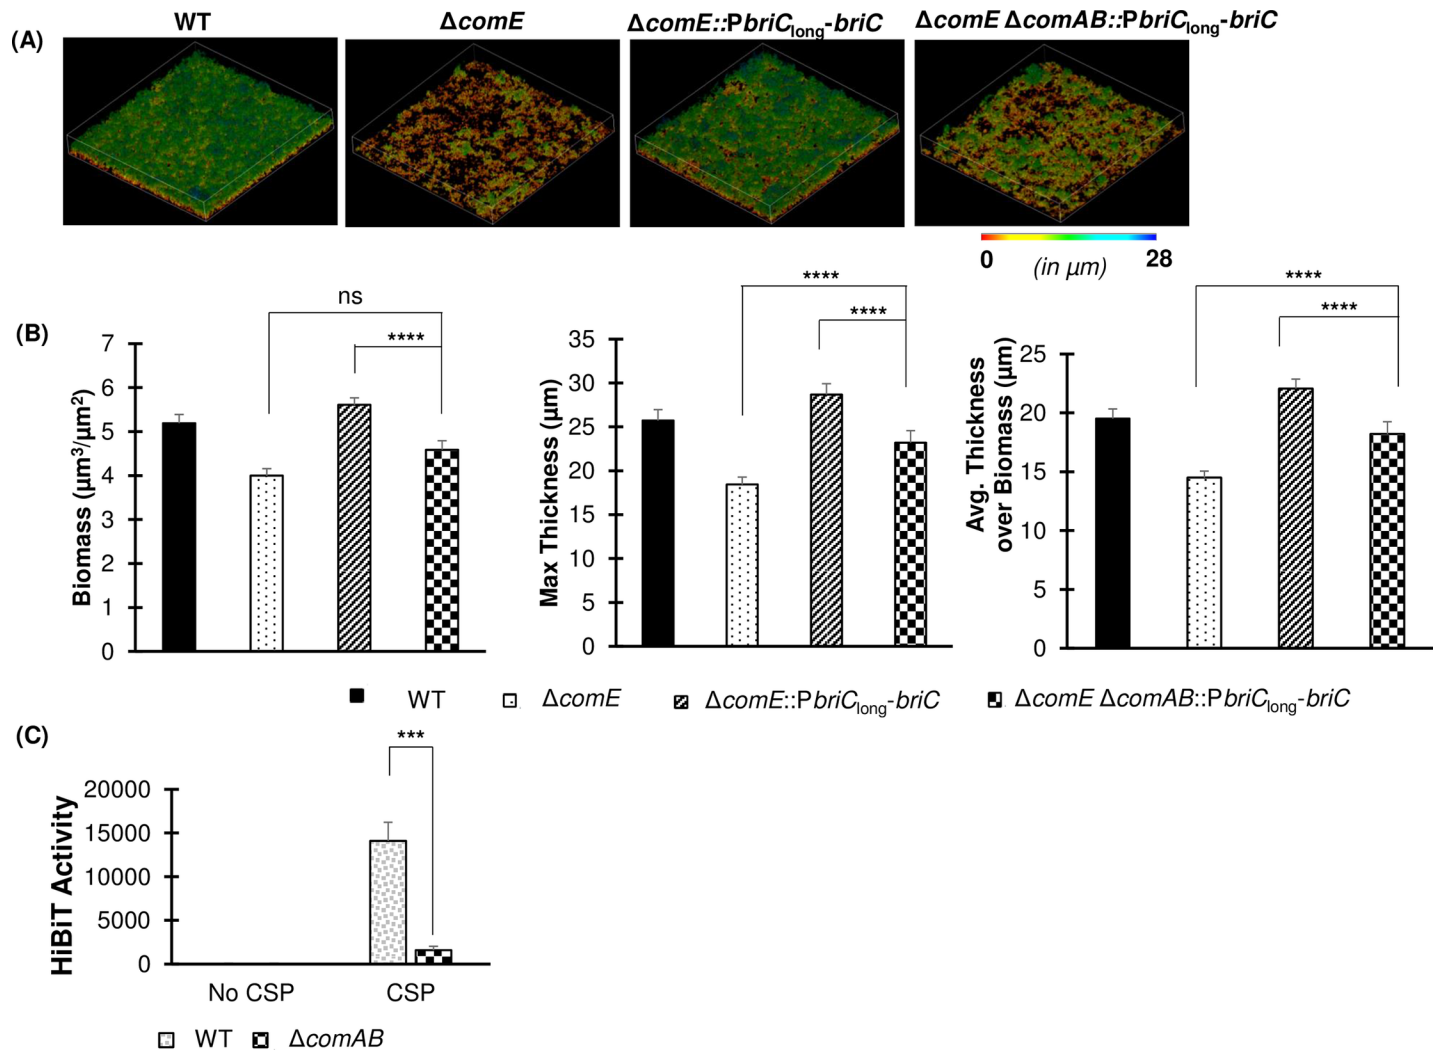 (A)
WT ΔcomE ΔcomE::PbriClong-briC ΔcomE ΔcomAB::PbriClong-briC
0 (in µm) 28
(B)
ns
****
7
6
5
4
3
2
1
0
Biomass (µm³/µm²)
****
****
35
30
25
20
15
10
5
0
Max Thickness (µm)
****
****
25
20
15
10
5
0
Avg. Thickness
over Biomass (µm)
WT ΔcomE ΔcomE::PbriClong-briC ΔcomE ΔcomAB::PbriClong-briC
(C)
***
20000
15000
10000
5000
0
HiBiT Activity
No CSP CSP
WT ΔcomAB